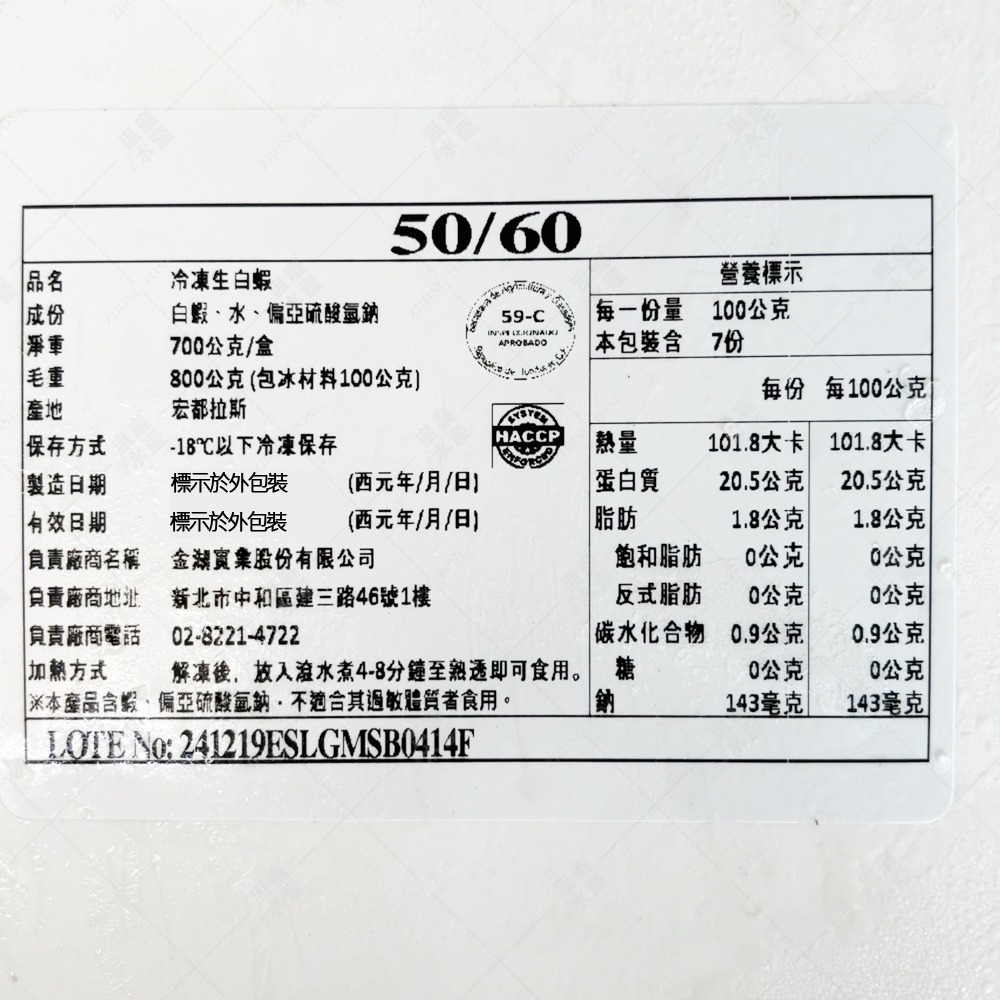 50/60
品名 冷凍生白蝦
成份 白蝦、水、偏亞硫酸氫鈉
淨重 700公克/盒
毛重 800公克(包冰材料100公克)
產地 宏都拉斯
保存方式 -18℃以下冷凍保存
製造日期 標示於外包裝 (西元年/月/日)
有效日期 標示於外包裝 (西元年/月/日)
負責廠商名稱 金湖實業股份有限公司
負責廠商地址 新北市中和區建三路46號1樓
負責廠商電話 02-8221-4722
加熱方式 解凍後，放入滾水煮4-8分鐘至熟透即可食用。
※本產品含蝦、偏亞硫酸氫鈉，不適合其過敏體質者食用。
59-C
APROBADO
SYSTEM
HACCP
ENFORCED
營養標示
每一份量 100公克
本包裝含 7份
每份 每100公克
熱量 101.8大卡 101.8大卡
蛋白質 20.5公克 20.5公克
脂肪 1.8公克 1.8公克
飽和脂肪 0公克 0公克
反式脂肪 0公克 0公克
碳水化合物 0.9公克 0.9公克
糖 0公克 0公克
鈉 143毫克 143毫克
LOTE No: 241219ESLGMSB0414F